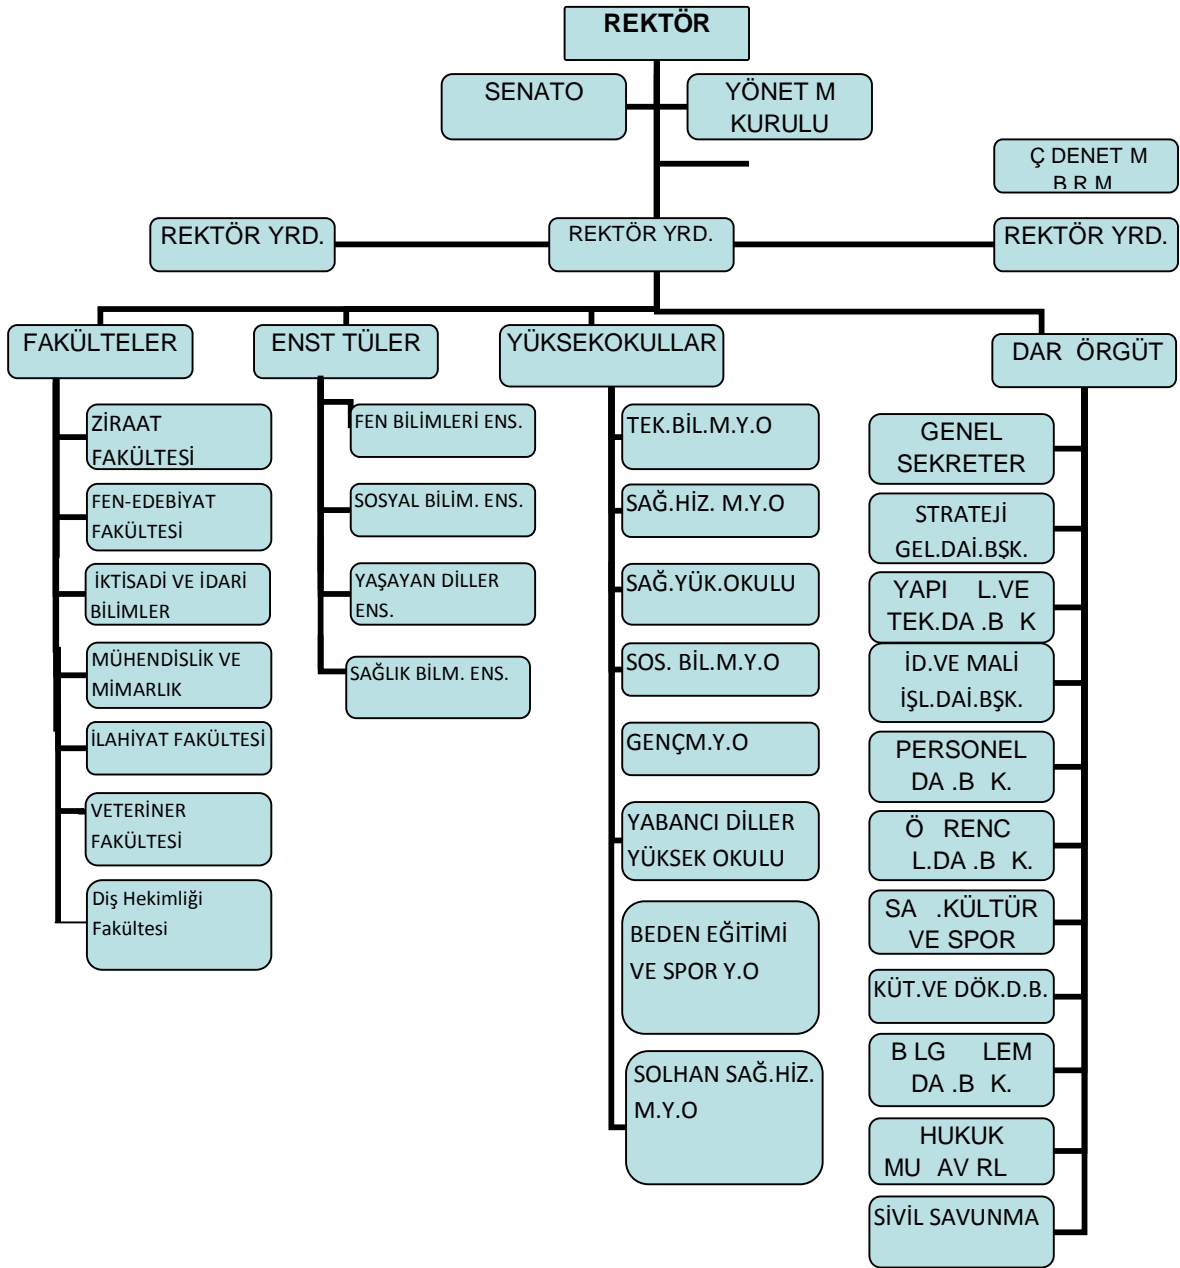 REKTÖR
SENATO
YÖNET M
KURULU
Ç DENET M
B R M
REKTÖR YRD.
REKTÖR YRD.
REKTÖR YRD.
FAKÜLTELER
ENST TÜLER
YÜKSEKOKULLAR
DAR ÖRGÜT
ZİRAAT
FAKÜLTESİ
FEN-EDEBİYAT
FAKÜLTESİ
İKTİSADİ VE İDARİ
BİLİMLER
MÜHENDİSLİK VE
MİMARLIK
İLAHİYAT FAKÜLTESİ
VETERİNER
FAKÜLTESİ
Diş Hekimliği
Fakültesi
FEN BİLİMLERİ ENS.
SOSYAL BİLİM. ENS.
YAŞAYAN DİLLER
ENS.
SAĞLIK BİLM. ENS.
TEK.BİL.M.Y.O
SAĞ.HİZ. M.Y.O
SAĞ.YÜK.OKULU
SOS. BİL.M.Y.O
GENÇM.Y.O
YABANCI DİLLER
YÜKSEK OKULU
BEDEN EĞİTİMİ
VE SPOR Y.O
SOLHAN SAĞ.HİZ.
M.Y.O
GENEL
SEKRETER
STRATEJİ
GEL.DAİ.BŞK.
YAPI L.VE
TEK.DA .B K
İD.VE MALİ
İŞL.DAİ.BŞK.
PERSONEL
DA .B K.
Ö RENC
L.DA .B K.
SA .KÜLTÜR
VE SPOR
KÜT.VE DÖK.D.B.
B LG LEM
DA .B K.
HUKUK
MU AV RL
SİVİL SAVUNMA